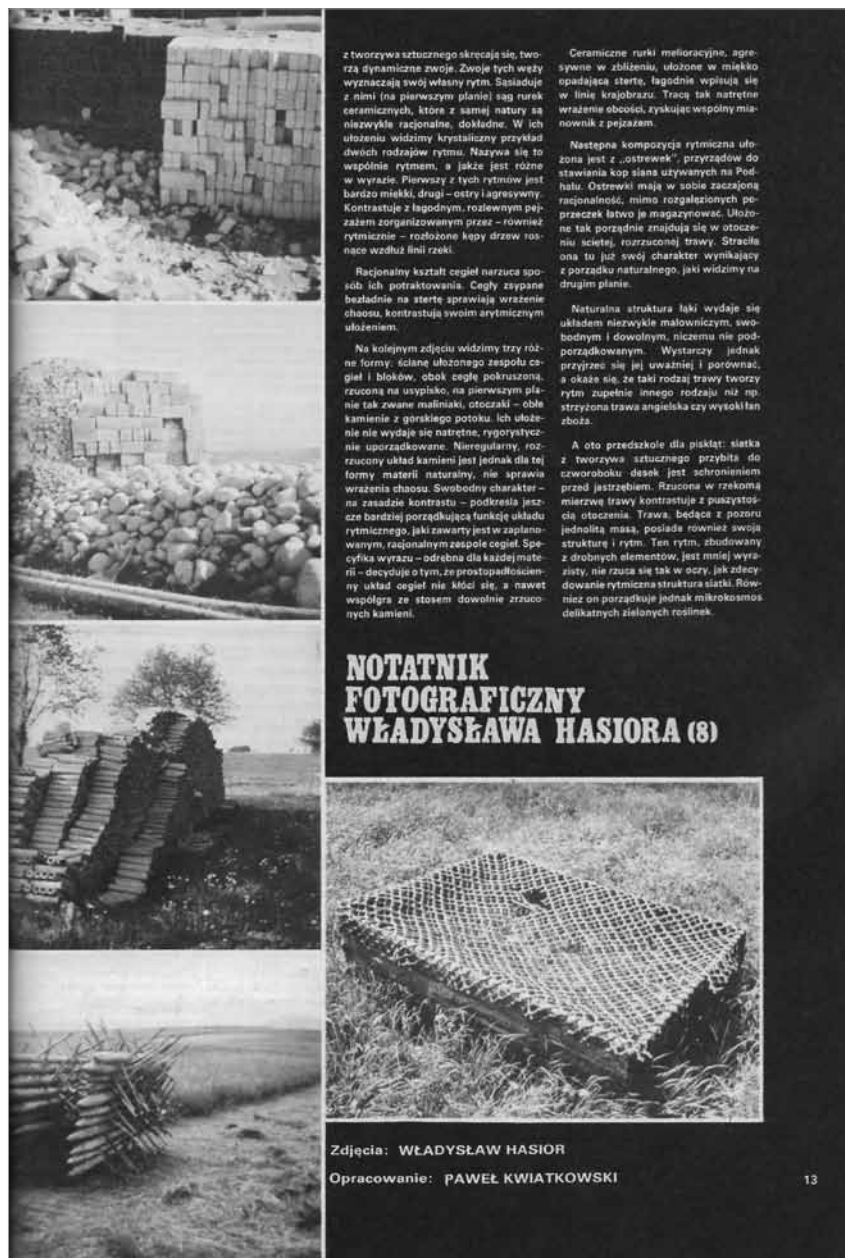 z tworzywa sztucznego skręcają się, two-
rzą dynamiczne zwoje. Zwoje tych węży
wyznaczają swój własny rytm. Sąsiaduje
z nimi (na pierwszym planie) sąg rurek
ceramicznych, które z samej natury są
niezwykle racjonalne, dokładne. W ich
ułożeniu widzimy krystaliczny przykład
dwóch rodzajów rytmu. Nazywa się to
wspólnie rytmem, a jakże jest różne
w wyrazie. Pierwszy z tych rytmów jest
bardzo miękki, drugi – ostry i agresywny.
Kontrastuje z łagodnym, rozlewnym pej-
zażem zorganizowanym przez – również
rytmicznie – rozłożone kępy drzew ros-
nące wzdłuż linii rzeki.
Racjonalny kształt cegieł narzuca spo-
sób ich potraktowania. Cegły zsypane
bezładnie na stertę sprawiają wrażenie
chaosu, kontrastują swoim arytmicznym
ułożeniem.
Na kolejnym zdjęciu widzimy trzy róż-
ne formy: ścianę ułożonego zespołu ce-
gieł i bloków, obok cegłę pokruszoną,
rzuconą na usypisko, na pierwszym pla-
nie tak zwane maliniaki, otoczaki – obłe
kamienie z górskiego potoku. Ich ułoże-
nie nie wydaje się natrętne, rygorystycz-
nie uporządkowane. Nieregularny, roz-
rzucony układ kamieni jest jednak dla tej
formy materii naturalny, nie sprawia
wrażenia chaosu. Swobodny charakter –
na zasadzie kontrastu – podkreśla jesz-
cze bardziej porządkującą funkcję układu
rytmicznego, jaki zawarty jest w zaplano-
wanym, racjonalnym zespole cegieł. Spe-
cyfika wyrazu – odrębna dla każdej mate-
rii – decyduje o tym, że prostopadłościen-
ny układ cegieł nie kłóci się, a nawet
współgra ze stosem dowolnie zrzuco-
nych kamieni.
Ceramiczne rurki melioracyjne, agre-
sywne w zbliżeniu, ułożone w miękko
opadającą stertę, łagodnie wpisują się
w linię krajobrazu. Tracą tak natrętne
wrażenie obcości, zyskując wspólny mia-
nownik z pejzażem.
Następna kompozycja rytmiczna uło-
żona jest z „ostrewek”, przyrządów do
stawiania kop siana używanych na Pod-
halu. Ostrewki mają w sobie zaczajoną
racjonalność, mimo rozgałęzionych po-
przeczek łatwo je magazynować. Ułożo-
ne tak porządnie znajdują się w otocze-
niu ściętej, rozrzuconej trawy. Straciła
ona tu już swój charakter wynikający
z porządku naturalnego, jaki widzimy na
drugim planie.
Naturalna struktura łąki wydaje się
układem niezwykle malowniczym, swo-
bodnym i dowolnym, niczemu nie pod-
porządkowanym. Wystarczy jednak
przyjrzeć się jej uważniej i porównać,
a okaże się, że taki rodzaj trawy tworzy
rytm zupełnie innego rodzaju niż np.
strzyżona trawa angielska czy wysoki łan
zboża.
A oto przedszkole dla piskląt: siatka
z tworzywa sztucznego przybita do
czworoboku desek jest schronieniem
przed jastrzębiem. Rzucona w rzekomą
mierzwę trawy kontrastuje z puszystoś-
cią otoczenia. Trawa, będąca z pozoru
jednolitą masą, posiada również swoją
strukturę i rytm. Ten rytm, zbudowany
z drobnych elementów, jest mniej wyra-
zisty, nie rzuca się tak w oczy, jak zdecy-
dowanie rytmiczna struktura siatki. Rów-
nież on porządkuje jednak mikrokosmos
delikatnych zielonych roślinek.
NOTATNIK
FOTOGRAFICZNY
WŁADYSŁAWA HASIORA (8)
Zdjęcia: WŁADYSŁAW HASIOR
Opracowanie: PAWEŁ KWIATKOWSKI
13